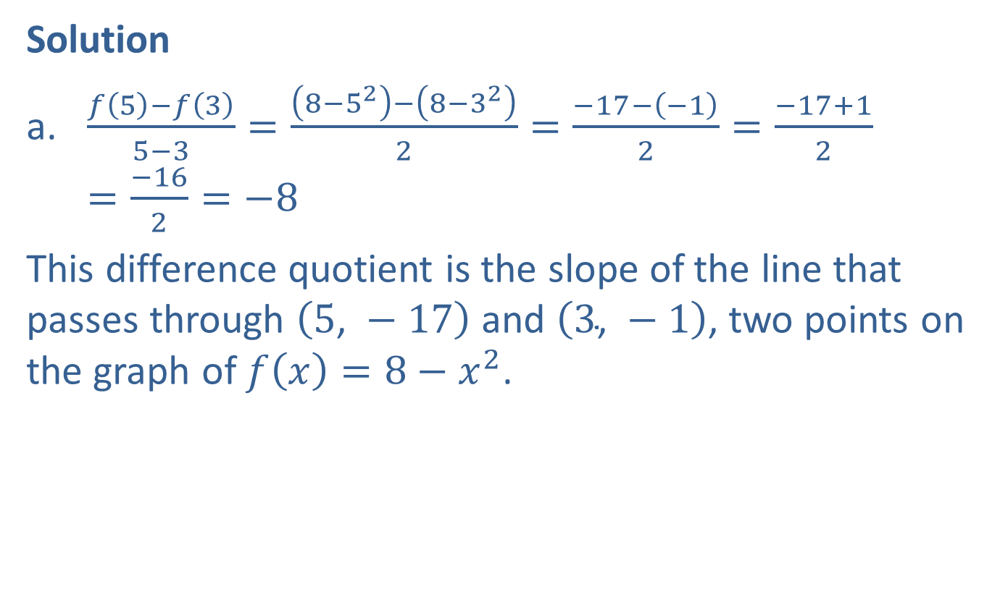 Solution
a. \frac{f(5)-f(3)}{5-3} = \frac{(8-5^2)-(8-3^2)}{2} = \frac{-17-(-1)}{2} = \frac{-17+1}{2}
= \frac{-16}{2} = -8
This difference quotient is the slope of the line that
passes through (5, −17) and (3., −1), two points on
the graph of f(x) = 8 − x².